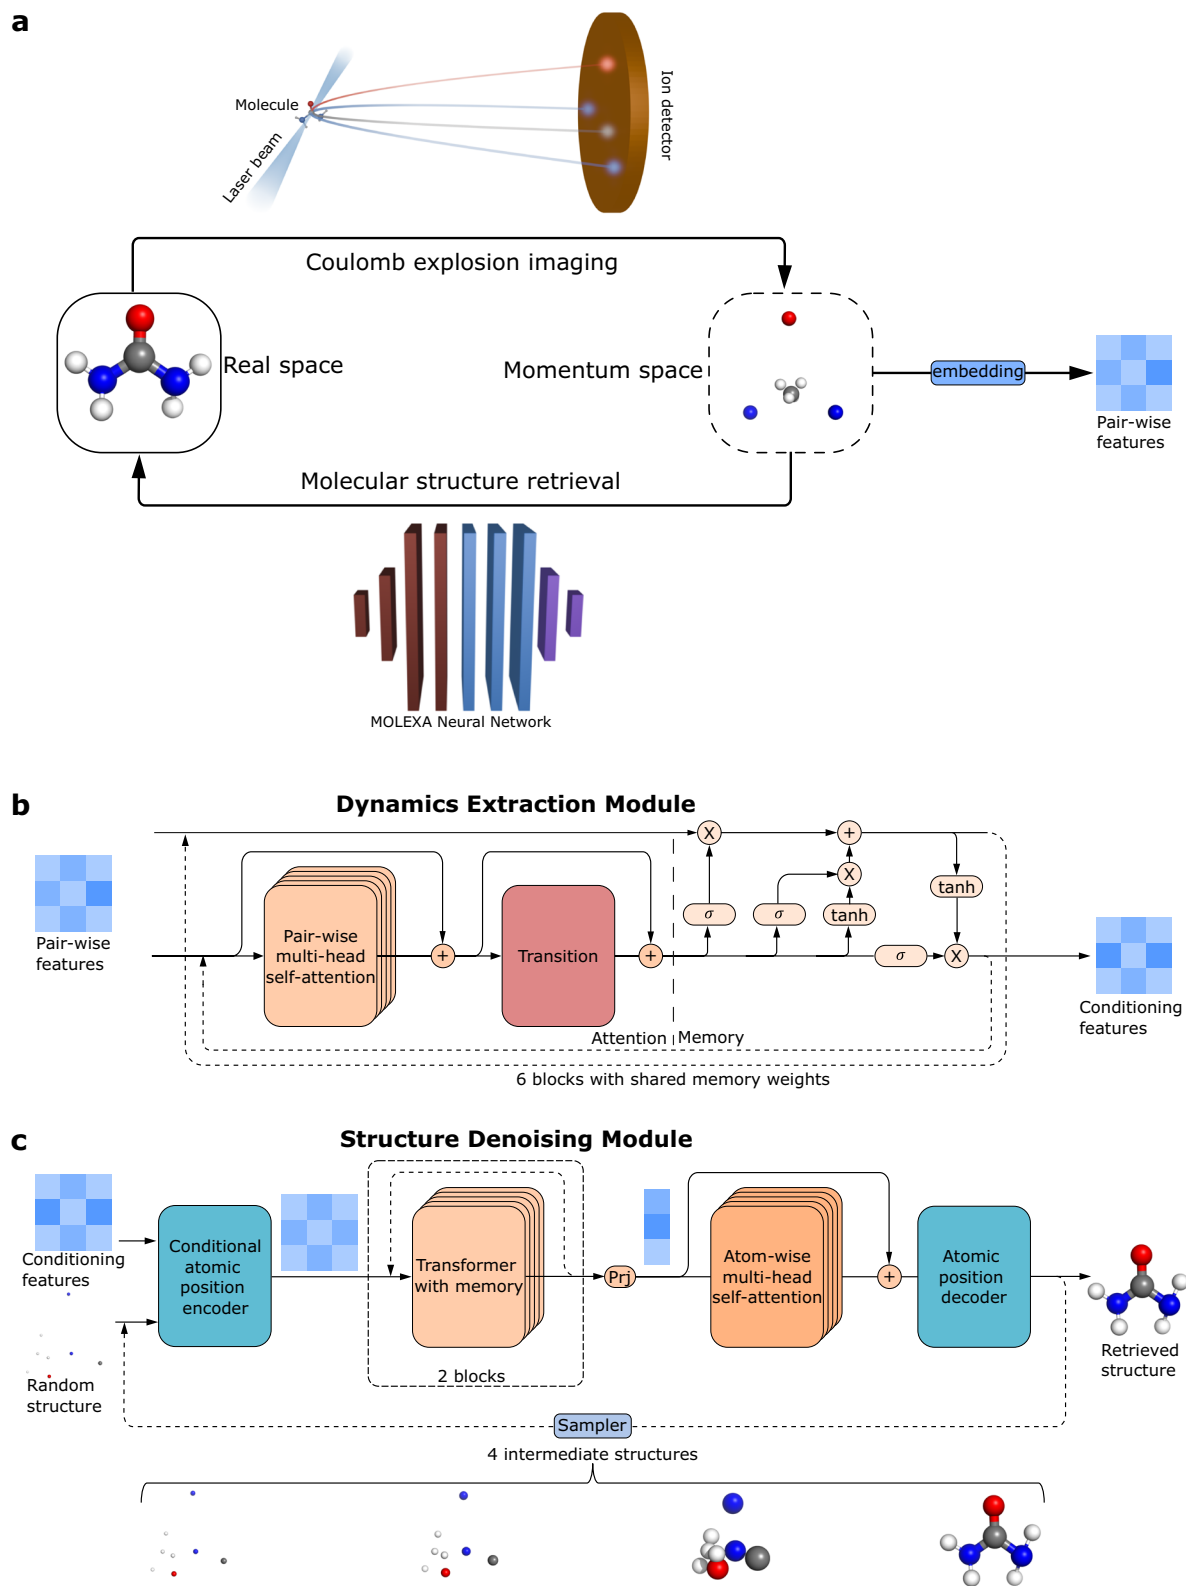 a
Molecule
Laser beam
Ion detector
Coulomb explosion imaging
Real space
Momentum space
embedding
Pair-wise
features
Molecular structure retrieval
MOLEXA Neural Network
b
Dynamics Extraction Module
X
+
X
tanh
σ
σ
tanh
Pair-wise
features
Pair-wise
multi-head
self-attention
+
Transition
+
σ
X
Conditioning
features
Attention
Memory
6 blocks with shared memory weights
c
Structure Denoising Module
Conditioning
features
Conditional
atomic
position
encoder
Transformer
with memory
2 blocks
Prj
Atom-wise
multi-head
self-attention
+
Atomic
position
decoder
Random
structure
Retrieved
structure
Sampler
4 intermediate structures